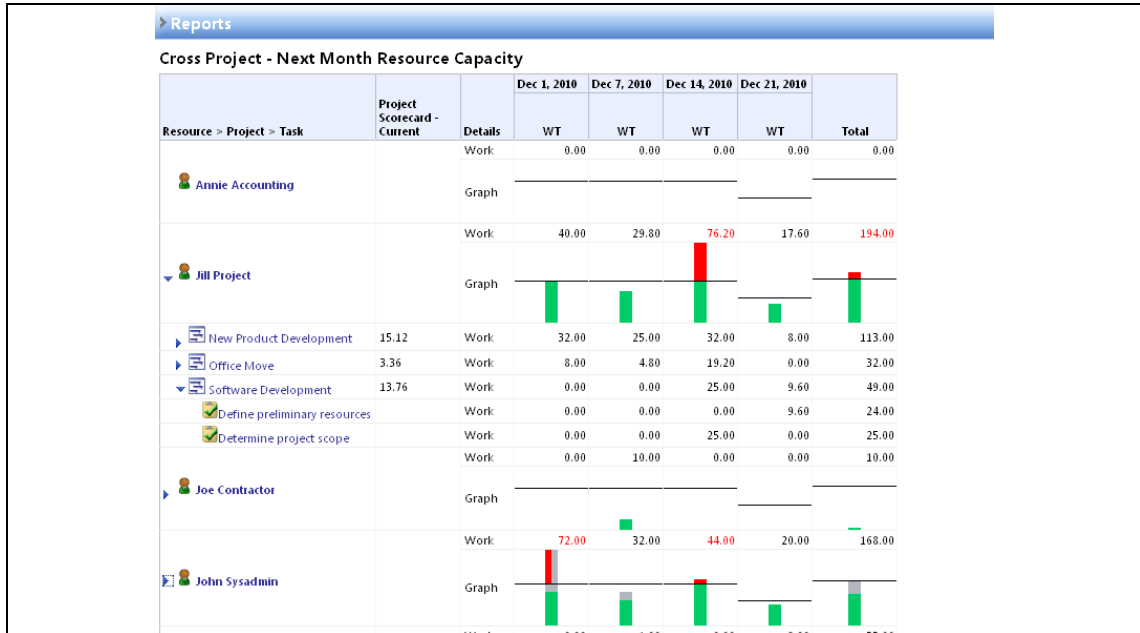 Reports
Cross Project - Next Month Resource Capacity
Dec 1, 2010 Dec 7, 2010 Dec 14, 2010 Dec 21, 2010
Project
Scorecard -
Resource > Project > Task Current Details WT WT WT WT Total
Work 0.00 0.00 0.00 0.00 0.00
Annie Accounting
Graph
Work 40.00 29.80 76.20 17.60 194.00
Jill Project
Graph
New Product Development 15.12 Work 32.00 25.00 32.00 8.00 113.00
Office Move 3.36 Work 8.00 4.80 19.20 0.00 32.00
Software Development 13.76 Work 0.00 0.00 25.00 9.60 49.00
Define preliminary resources Work 0.00 0.00 0.00 9.60 24.00
Determine project scope Work 0.00 0.00 25.00 0.00 25.00
Work 0.00 10.00 0.00 0.00 10.00
Joe Contractor
Graph
Work 72.00 32.00 44.00 20.00 168.00
John Sysadmin
Graph